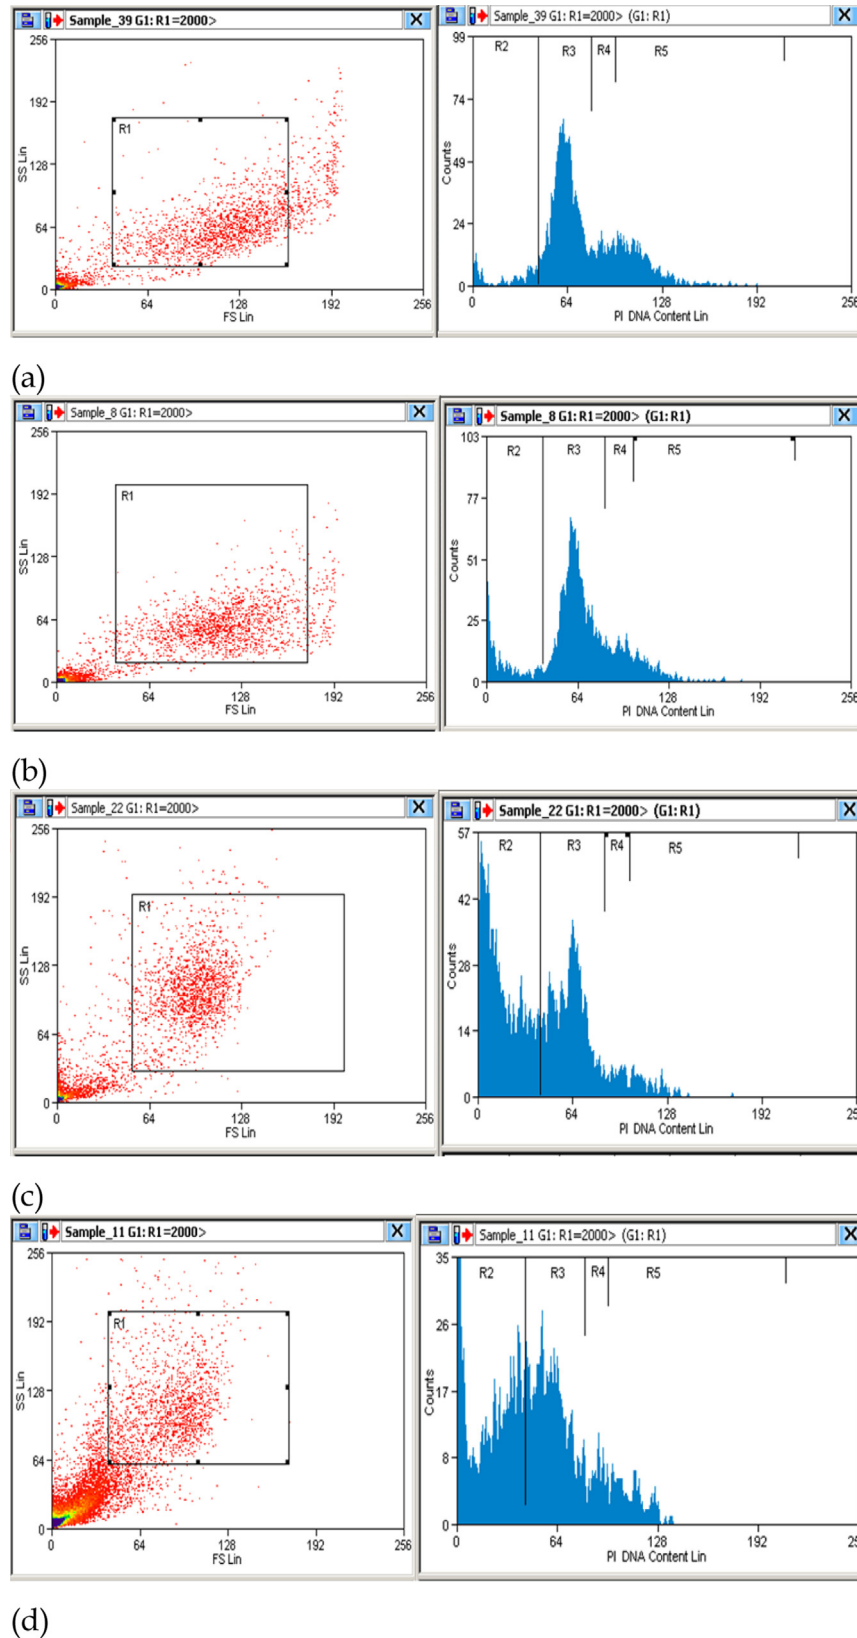 Sample_39 G1: R1=2000>
256
192
128
64
0
SS Lin
R1
0 64 128 192 256
FS Lin
Sample_39 G1: R1=2000> (G1: R1)
99
74
49
24
0
Counts
R2 R3 R4 R5
0 64 128 192 256
PI DNA Content Lin
(a)
Sample_8 G1: R1=2000>
256
192
128
64
0
SS Lin
R1
0 64 128 192 256
FS Lin
Sample_8 G1: R1=2000> (G1: R1)
103
77
51
25
0
Counts
R2 R3 R4 R5
0 64 128 192 256
PI DNA Content Lin
(b)
Sample_22 G1: R1=2000>
256
192
128
64
0
SS Lin
R1
0 64 128 192 256
FS Lin
Sample_22 G1: R1=2000> (G1: R1)
57
42
28
14
0
Counts
R2 R3 R4 R5
0 64 128 192 25
PI DNA Content Lin
(c)
Sample_11 G1: R1=2000>
256
192
128
64
0
SS Lin
R1
0 64 128 192 256
FS Lin
Sample_11 G1: R1=2000> (G1: R1)
35
26
17
8
0
Counts
R2 R3 R4 R5
0 64 128 192 25
PI DNA Content Lin
(d)